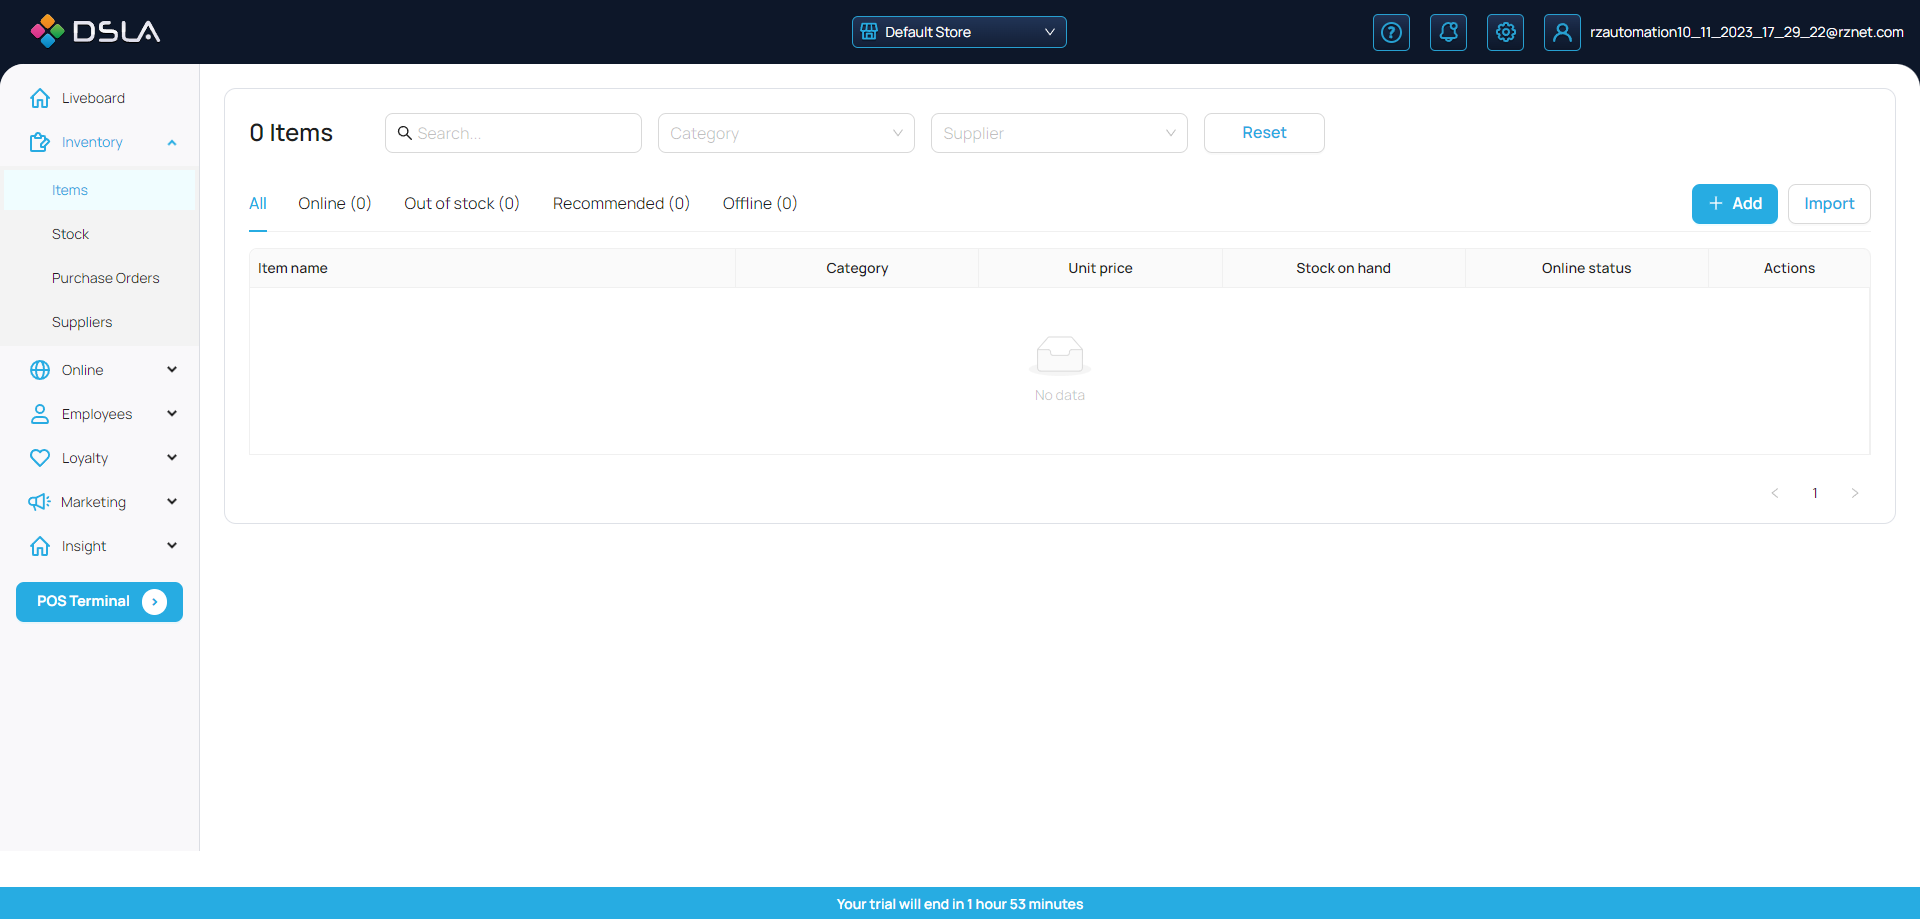 DSLA
Default Store
rzautomation10_11_2023_17_29_22@rznet.com
Liveboard
Inventory
Items
Stock
Purchase Orders
Suppliers
Online
Employees
Loyalty
Marketing
Insight
POS Terminal
0 Items
Search...
Category
Supplier
Reset
All
Online (0)
Out of stock (0)
Recommended (0)
Offline (0)
Add
Import
Item name
Category
Unit price
Stock on hand
Online status
Actions
No data
1
Your trial will end in 1 hour 53 minutes